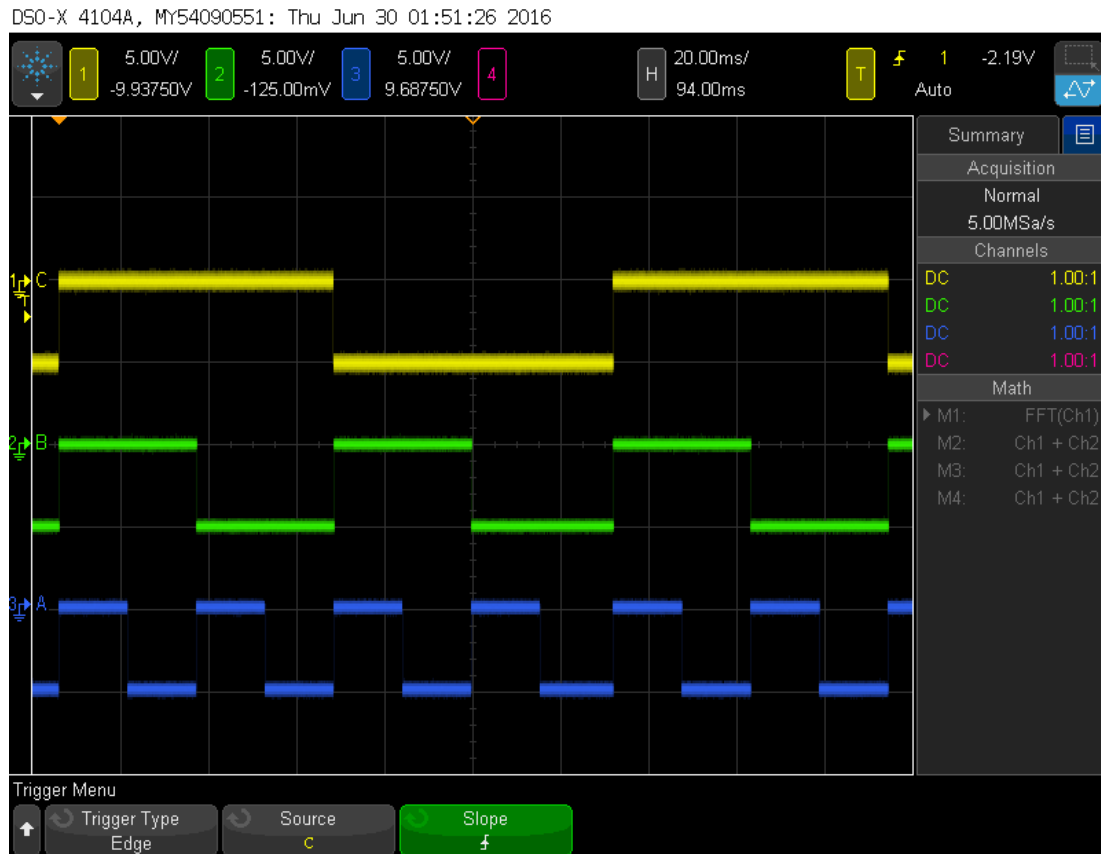 DSO-X 4104A, MY54090551: Thu Jun 30 01:51:26 2016
1 5.00V/ 2 5.00V/ 3 5.00V/ 4 H 20.00ms/ T 1 -2.19V
-9.93750V -125.00mV 9.68750V 94.00ms Auto
Summary
Acquisition
Normal
5.00MSa/s
Channels
DC 1.00:1
DC 1.00:1
DC 1.00:1
DC 1.00:1
Math
M1: FFT(Ch1)
M2: Ch1 + Ch2
M3: Ch1 + Ch2
M4: Ch1 + Ch2
1 C
T
2 B
3 A
Trigger Menu
Trigger Type Source Slope
Edge C